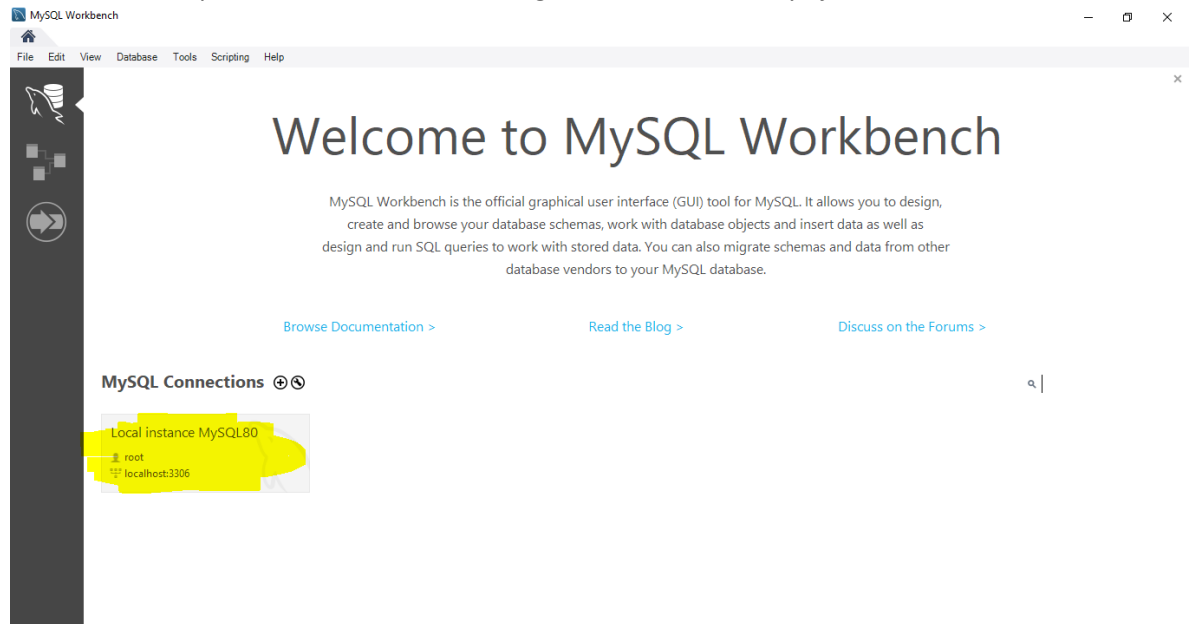 MySQL Workbench
File Edit View Database Tools Scripting Help
Welcome to MySQL Workbench
MySQL Workbench is the official graphical user interface (GUI) tool for MySQL. It allows you to design,
create and browse your database schemas, work with database objects and insert data as well as
design and run SQL queries to work with stored data. You can also migrate schemas and data from other
database vendors to your MySQL database.
Browse Documentation > Read the Blog > Discuss on the Forums >
MySQL Connections
Local instance MySQL80
root
localhost:3306